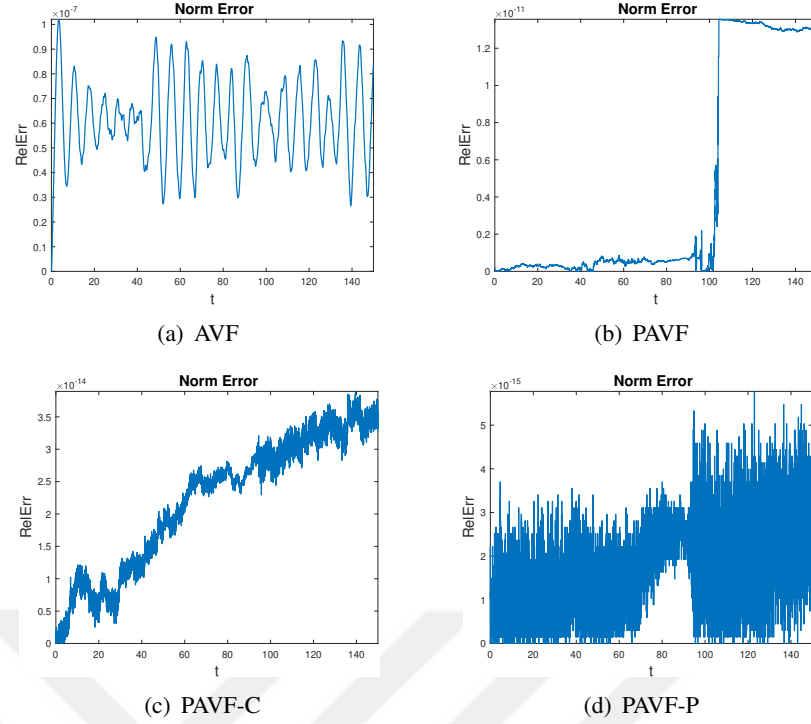 Norm Error
×10^-7
1
0.9
0.8
0.7
0.6
0.5
0.4
0.3
0.2
0.1
0
RelErr
0 20 40 60 80 100 120 140
t
(a) AVF
Norm Error
×10^-11
1.2
1
0.8
0.6
0.4
0.2
0
RelErr
0 20 40 60 80 100 120 140
t
(b) PAVF
Norm Error
×10^-14
3.5
3
2.5
2
1.5
1
0.5
0
RelErr
0 20 40 60 80 100 120 140
t
(c) PAVF-C
Norm Error
×10^-15
5
4
3
2
1
0
RelErr
0 20 40 60 80 100 120 140
t
(d) PAVF-P